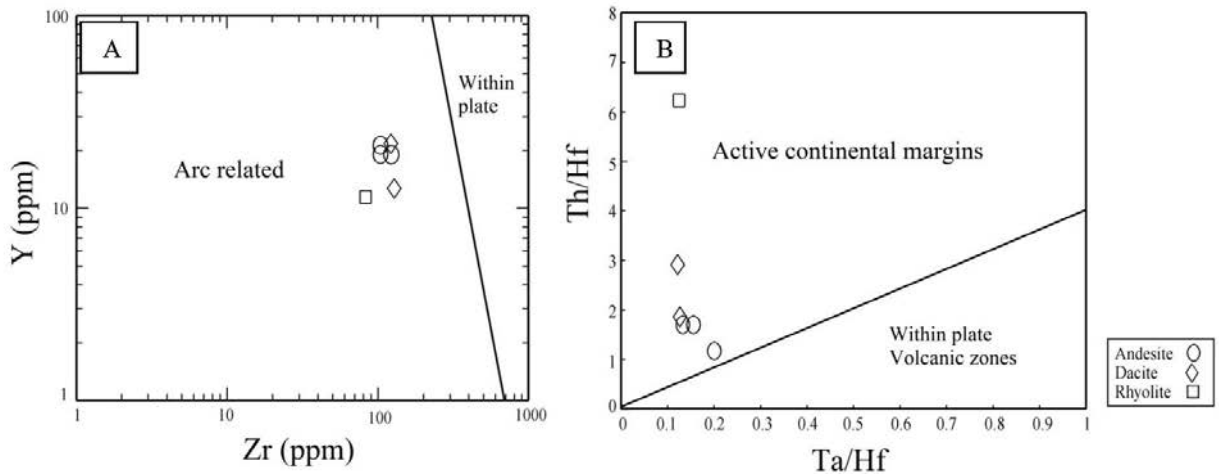 A
100
10
1
Y (ppm)
Within
plate
Arc related
1
10
100
1000
Zr (ppm)
B
8
7
6
5
4
3
2
1
0
Th/Hf
Active continental margins
Within plate
Volcanic zones
0 0.1 0.2 0.3 0.4 0.5 0.6 0.7 0.8 0.9 1
Ta/Hf
Andesite
Dacite
Rhyolite